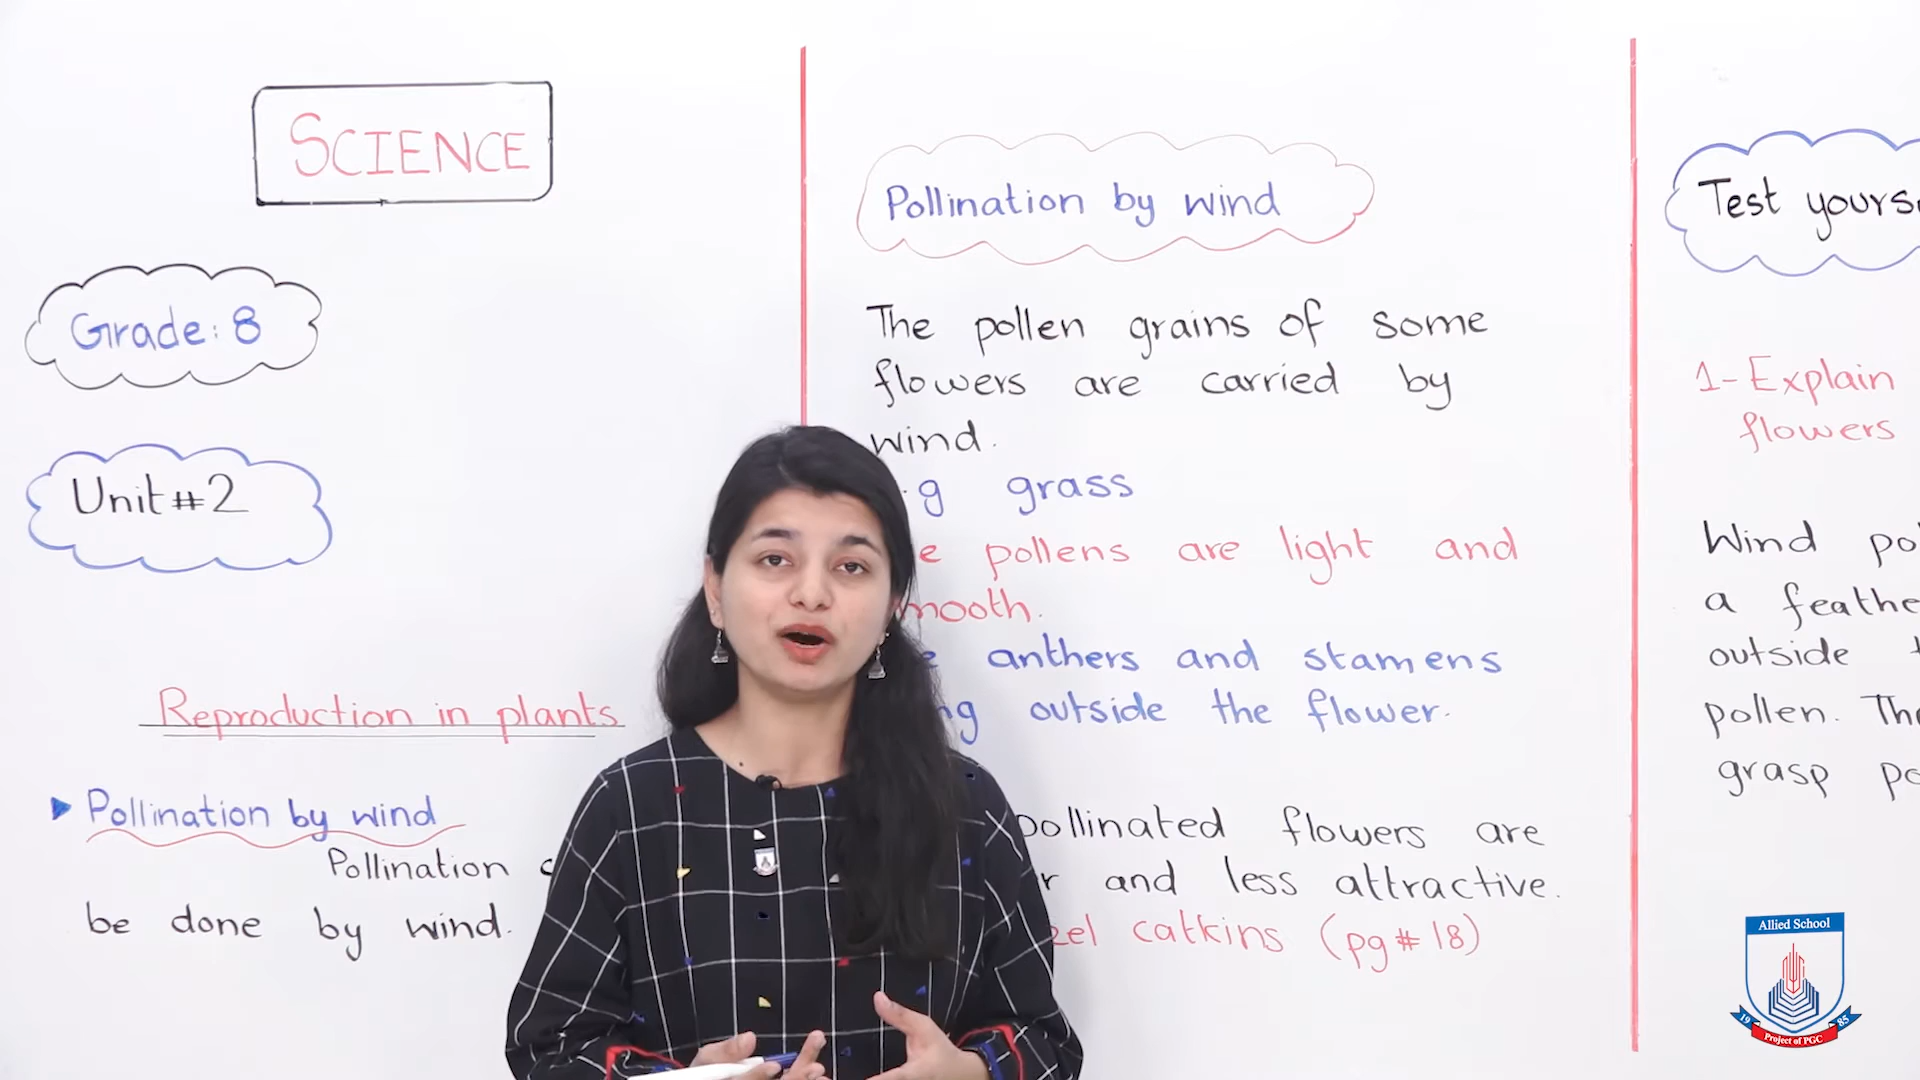 SCIENCE
Grade: 8
Unit #2
Reproduction in plants
Pollination by wind
Pollination
be done by wind.
Pollination by wind
The pollen grains of some
flowers are carried by
wind.
grass
pollens are light and
anthers and stamens
outside the flower.
pollinated flowers are
and less attractive.
catkins (pg # 18)
Test
1- Explain
flowers
Wind
a
outside
pollen.
grasp
Allied School
19 85
Project of PGC